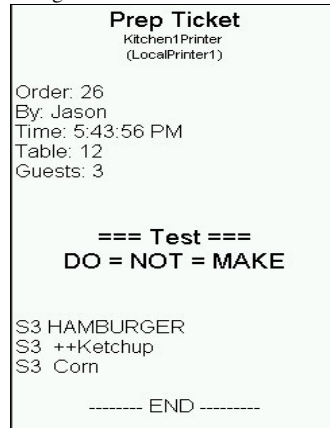 Prep Ticket
Kitchen1Printer
(LocalPrinter1)
Order: 26
By: Jason
Time: 5:43:56 PM
Table: 12
Guests: 3
=== Test ===
DO = NOT = MAKE
S3 HAMBURGER
S3 ++Ketchup
S3 Corn
-------- END ---------